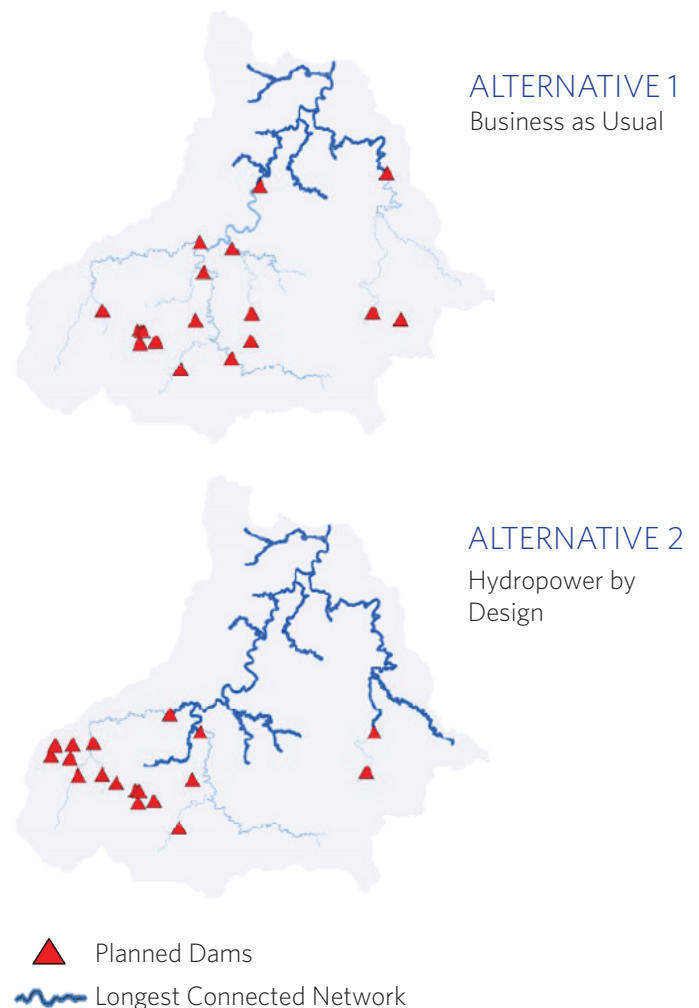 ALTERNATIVE 1
Business as Usual
ALTERNATIVE 2
Hydropower by
Design
Planned Dams
Longest Connected Network